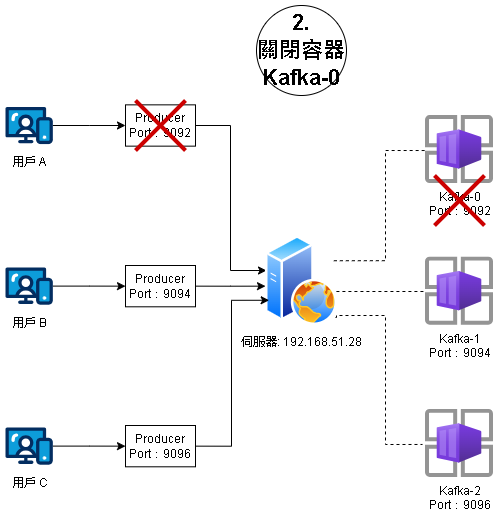 2.
關閉容器
Kafka-0
Producer
Port : 9092
用戶 A
Kafka-0
Port : 9092
Producer
Port : 9094
用戶 B
伺服器: 192.168.51.28
Kafka-1
Port : 9094
Producer
Port : 9096
用戶 C
Kafka-2
Port : 9096